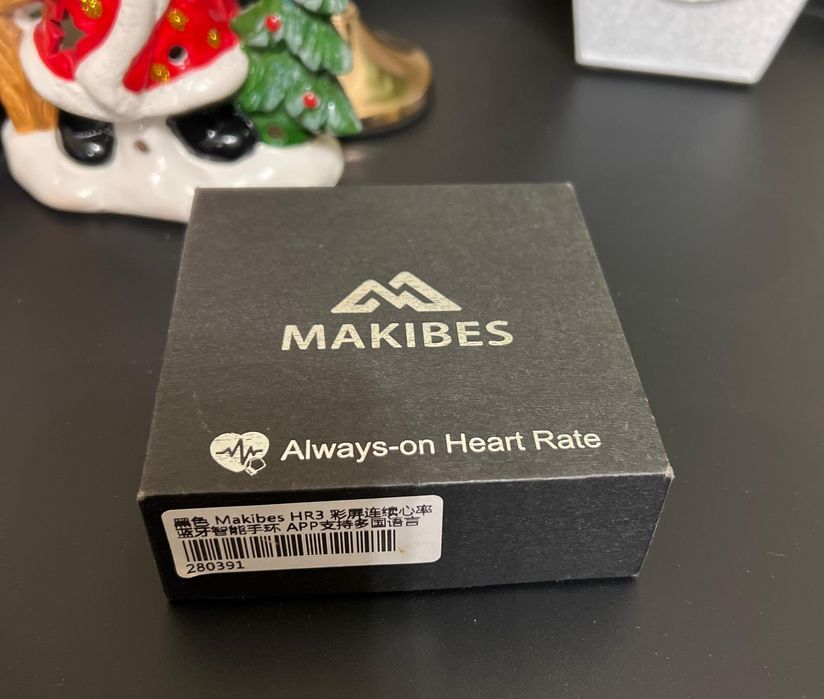 MAKIBES
Always-on Heart Rate
黑色 Makibes HR3 彩屏连续心率
蓝牙智能手环 APP支持多国语言
280391